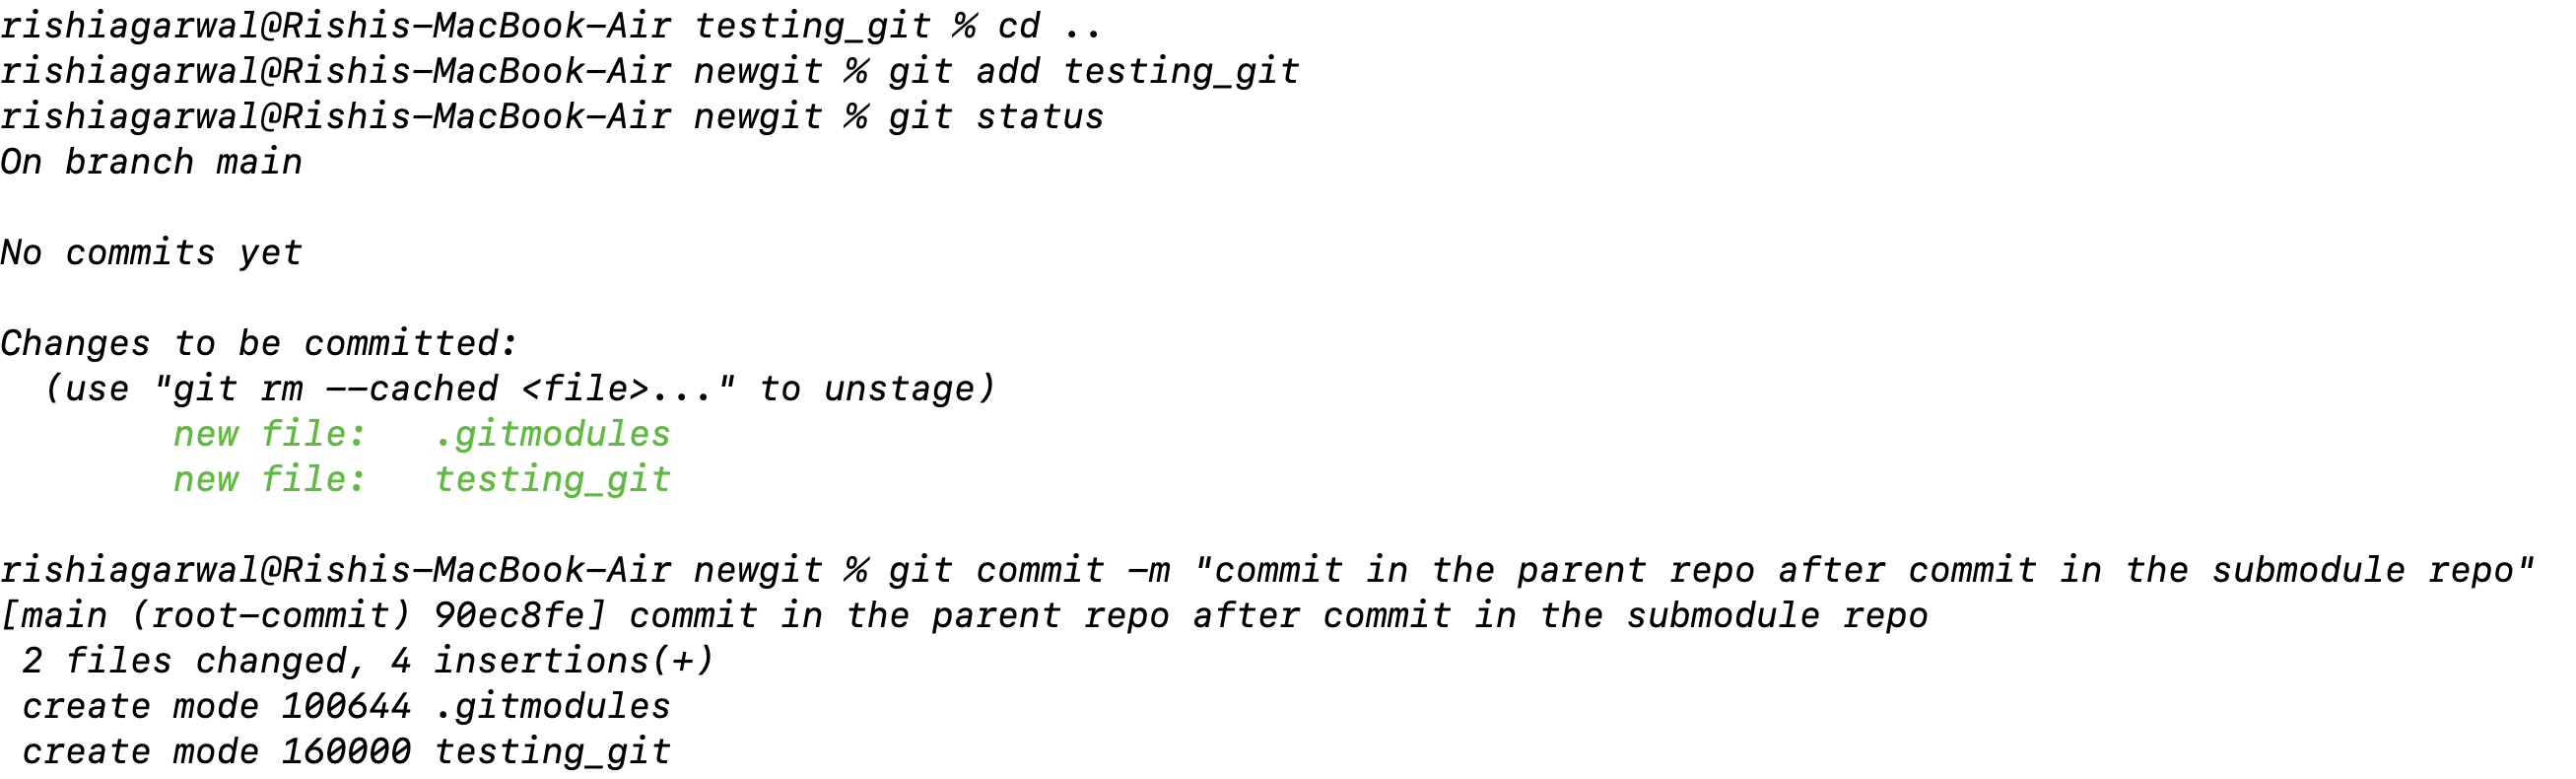 rishiagarwal@Rishis-MacBook-Air testing_git % cd ..
rishiagarwal@Rishis-MacBook-Air newgit % git add testing_git
rishiagarwal@Rishis-MacBook-Air newgit % git status
On branch main
No commits yet
Changes to be committed:
  (use "git rm --cached <file>..." to unstage)
        new file:   .gitmodules
        new file:   testing_git
rishiagarwal@Rishis-MacBook-Air newgit % git commit -m "commit in the parent repo after commit in the submodule repo"
[main (root-commit) 90ec8fe] commit in the parent repo after commit in the submodule repo
 2 files changed, 4 insertions(+)
 create mode 100644 .gitmodules
 create mode 160000 testing_git